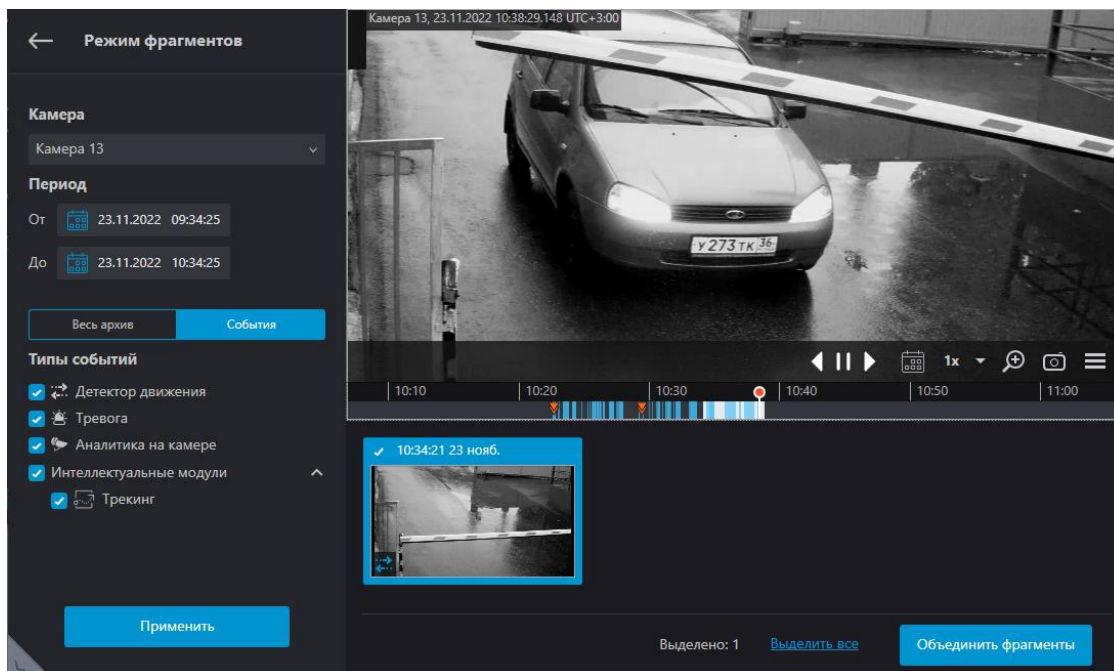 Режим фрагментов
Камера
Камера 13
Период
От 23.11.2022 09:34:25
До 23.11.2022 10:34:25
Весь архив События
Типы событий
Детектор движения
Тревога
Аналитика на камере
Интеллектуальные модули
Трекинг
Применить
Камера 13, 23.11.2022 10:38:29.148 UTC+3:00
У273ТК 36
1x
10:10 10:20 10:30 10:40 10:50 11:00
10:34:21 23 нояб.
Выделено: 1 Выделить все Объединить фрагменты